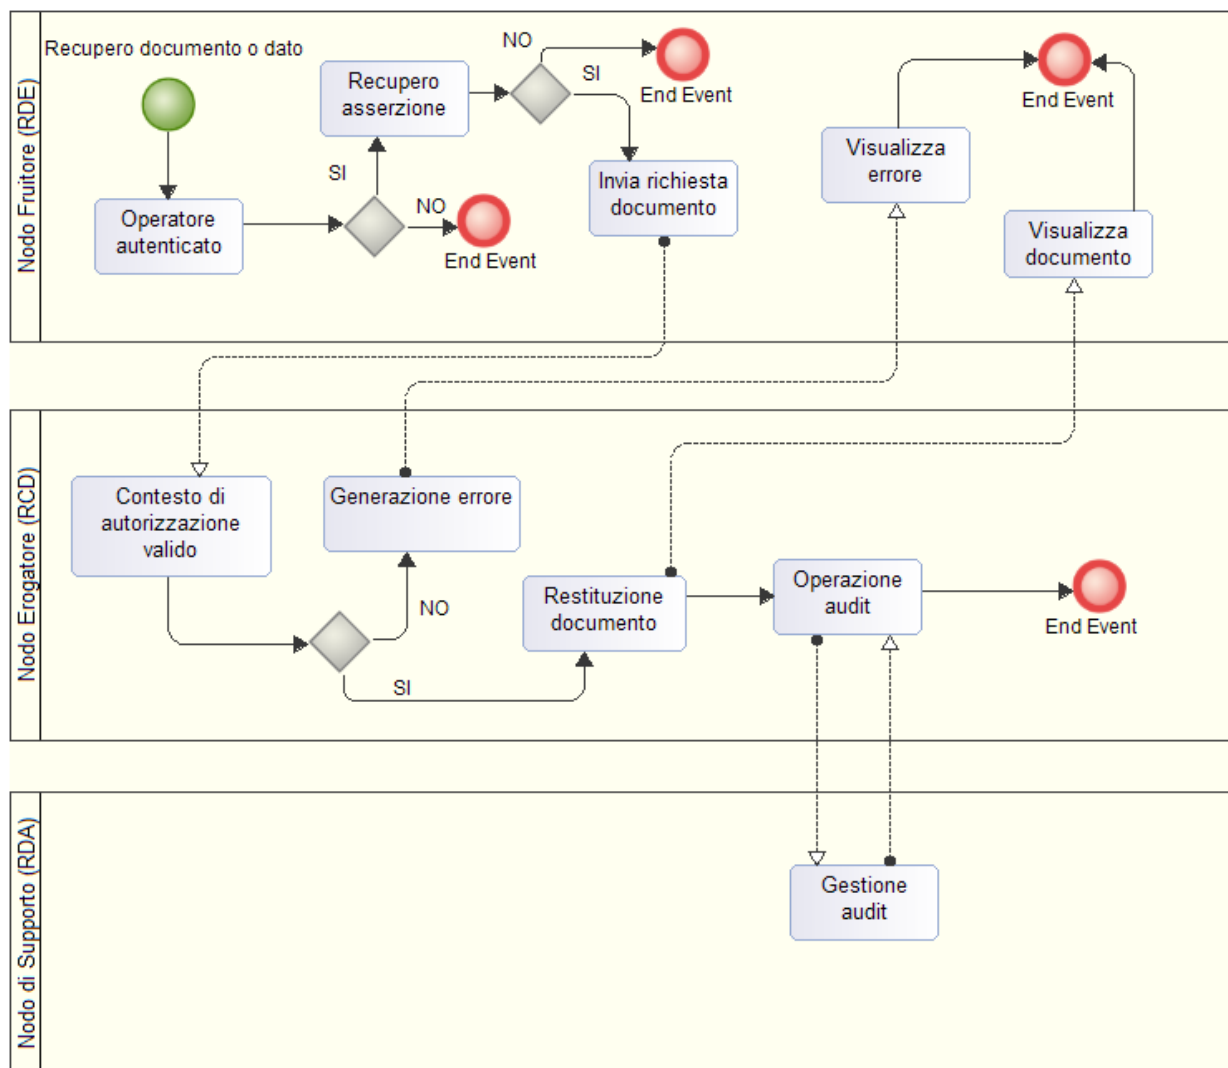 Nodo Fruitore (RDE)
Recupero documento o dato
Operatore
autenticato
SI
NO
End Event
Recupero
asserzione
NO
SI
End Event
Invia richiesta
documento
Visualizza
errore
End Event
Visualizza
documento
Nodo Erogatore (RCD)
Contesto di
autorizzazione
valido
Generazione errore
NO
SI
Restituzione
documento
Operazione
audit
End Event
Nodo di Supporto (RDA)
Gestione
audit